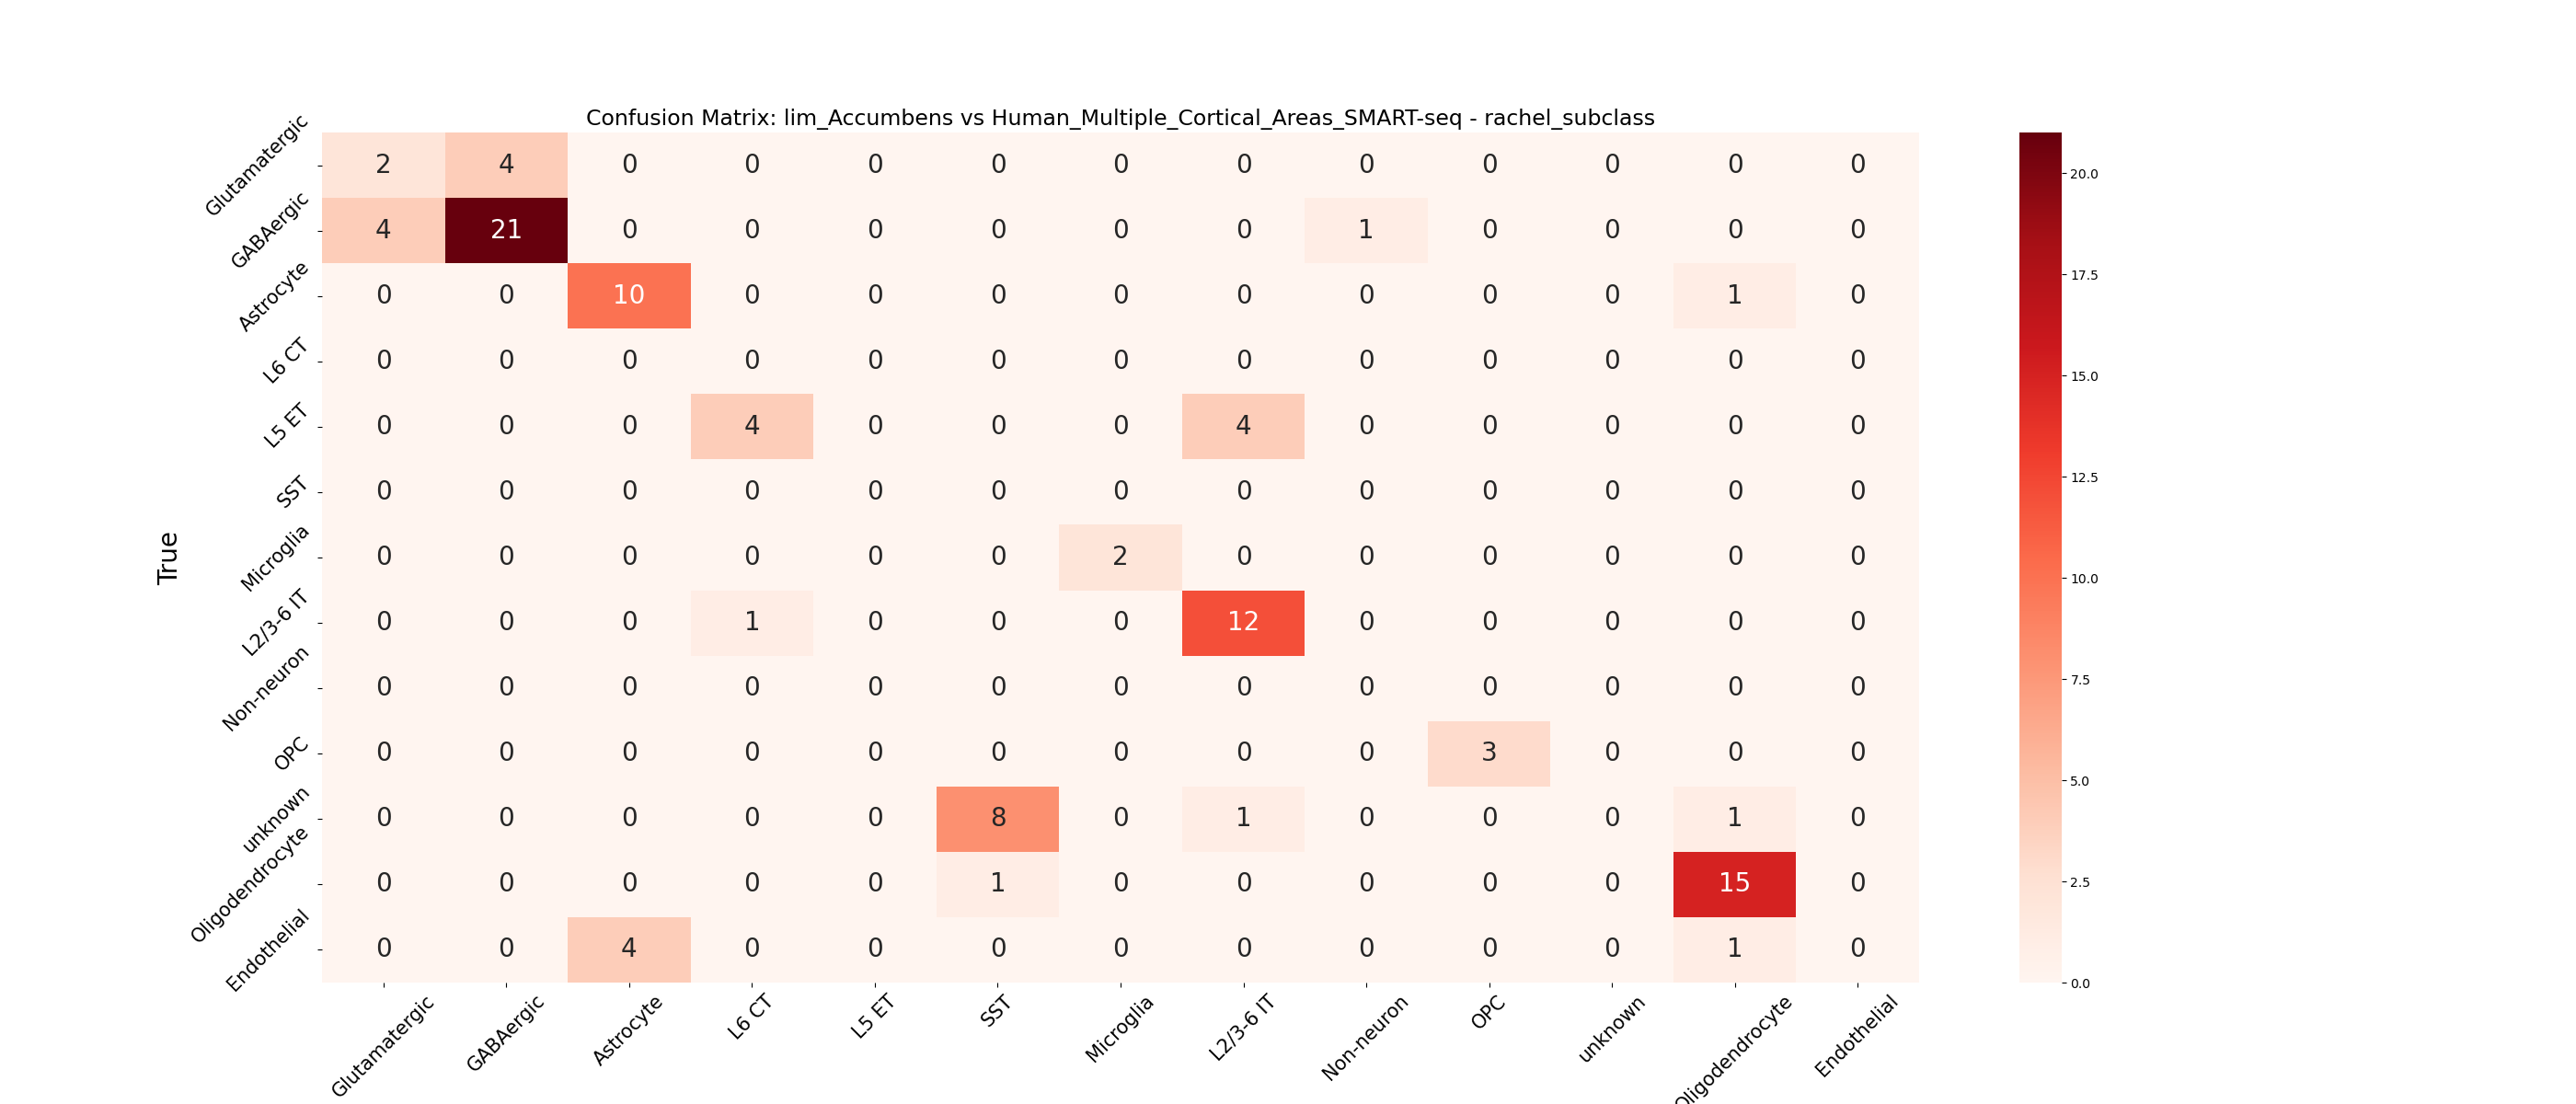 Confusion Matrix: lim_Accumbens vs Human_Multiple_Cortical_Areas_SMART-seq - rachel_subclass
True
Glutamatergic 2 4 0 0 0 0 0 0 0 0 0 0 0
GABAergic 4 21 0 0 0 0 0 0 1 0 0 0 0
Astrocyte 0 0 10 0 0 0 0 0 0 0 0 1 0
L6 CT 0 0 0 0 0 0 0 0 0 0 0 0 0
L5 ET 0 0 0 4 0 0 0 4 0 0 0 0 0
SST 0 0 0 0 0 0 0 0 0 0 0 0 0
Microglia 0 0 0 0 0 0 2 0 0 0 0 0 0
L2/3-6 IT 0 0 0 1 0 0 0 12 0 0 0 0 0
Non-neuron 0 0 0 0 0 0 0 0 0 0 0 0 0
OPC 0 0 0 0 0 0 0 0 0 3 0 0 0
unknown 0 0 0 0 0 8 0 1 0 0 0 1 0
Oligodendrocyte 0 0 0 0 0 1 0 0 0 0 0 15 0
Endothelial 0 0 4 0 0 0 0 0 0 0 0 1 0
Glutamatergic GABAergic Astrocyte L6 CT L5 ET SST Microglia L2/3-6 IT Non-neuron OPC unknown Oligodendrocyte Endothelial
20.0
17.5
15.0
12.5
10.0
7.5
5.0
2.5
0.0